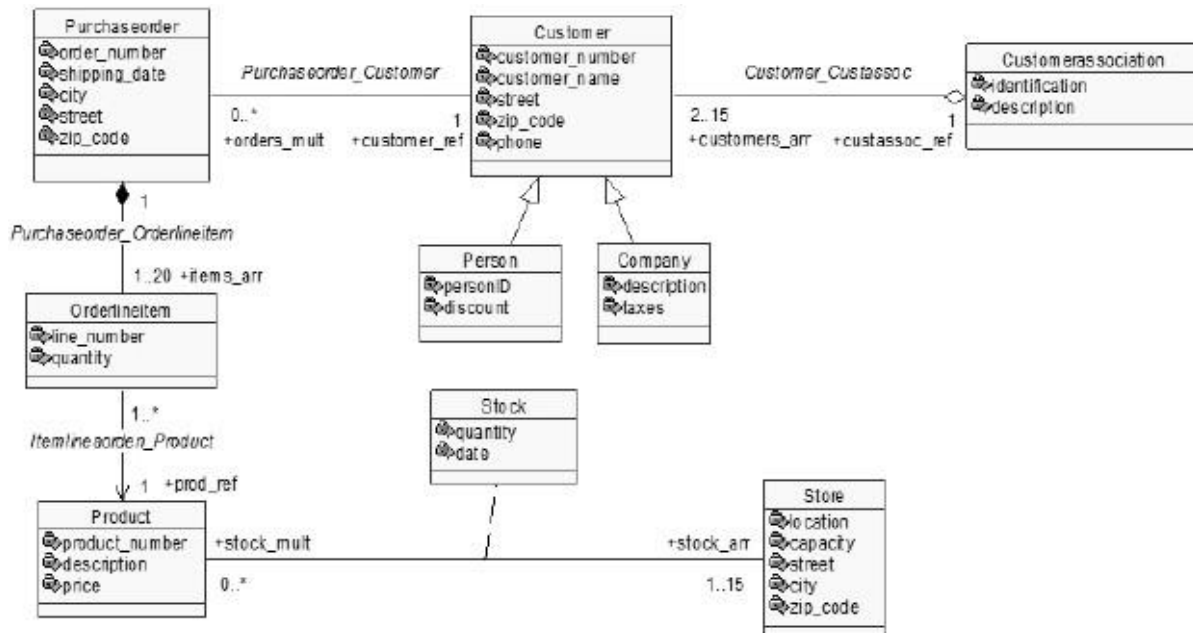 Purchaseorder
order_number
shipping_date
city
street
zip_code
Purchaseorder_Customer
0..*
1
+orders_mult
+customer_ref
Customer
customer_number
customer_name
street
zip_code
phone
Customer_Custassoc
2..15
1
+customers_arr
+custassoc_ref
Customerassociation
identification
description
1
Purchaseorder_Orderlineitem
1..20
+items_arr
Person
personID
discount
Company
description
taxes
Orderlineitem
line_number
quantity
1..*
Itemlineaorden_Product
1
+prod_ref
Stock
quantity
date
Product
product_number
description
price
+stock_mult
0..*
+stock_arr
1..15
Store
location
capacity
street
city
zip_code